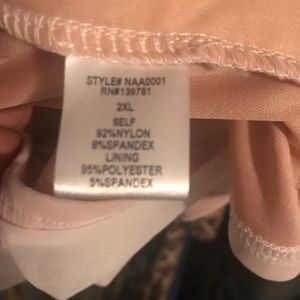 STYLE# NAA0001
RN#139781
2XL
SELF
92%NYLON
8%SPANDEX
LINING
95%POLYESTER
5%SPANDEX